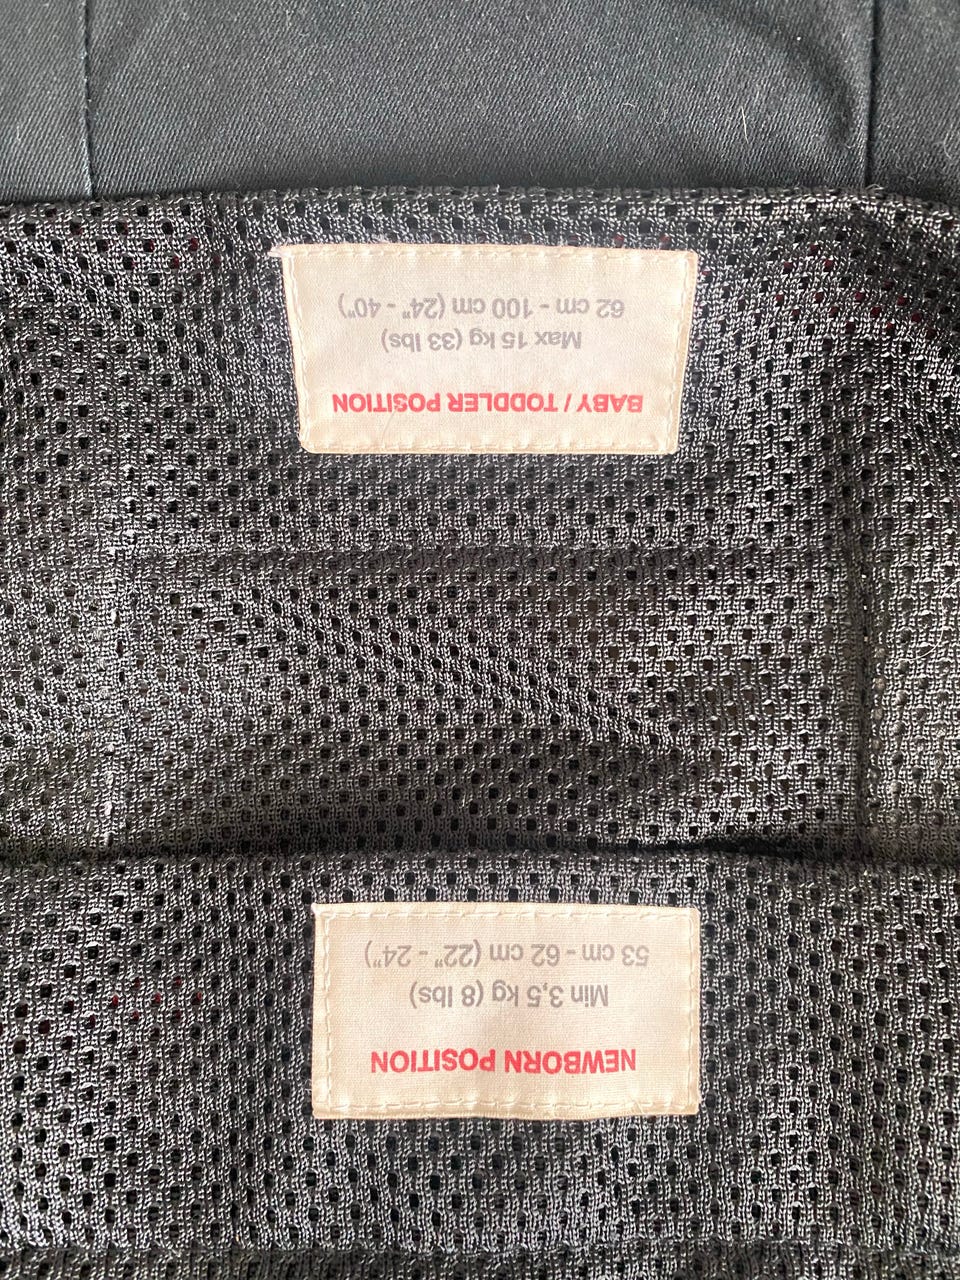 BABY / TODDLER POSITION
Max 15 kg (33 lbs)
62 cm - 100 cm (24” - 40”)
NEWBORN POSITION
Min 3,5 kg (8 lbs)
53 cm - 62 cm (22” - 24”)